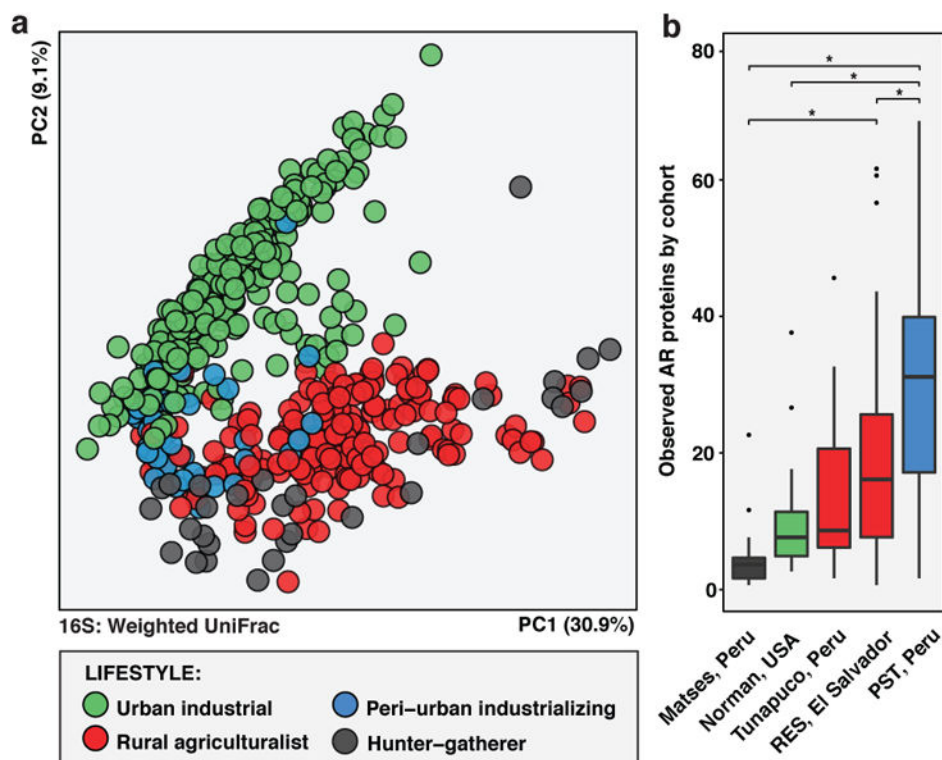 a
b
PC2 (9.1%)
16S: Weighted UniFrac
PC1 (30.9%)
LIFESTYLE:
Urban industrial
Peri-urban industrializing
Rural agriculturalist
Hunter-gatherer
Observed AR proteins by cohort
80
60
40
20
0
*
*
*
*
Matses, Peru
Norman, USA
Tunapuco, Peru
RES, El Salvador
PST, Peru